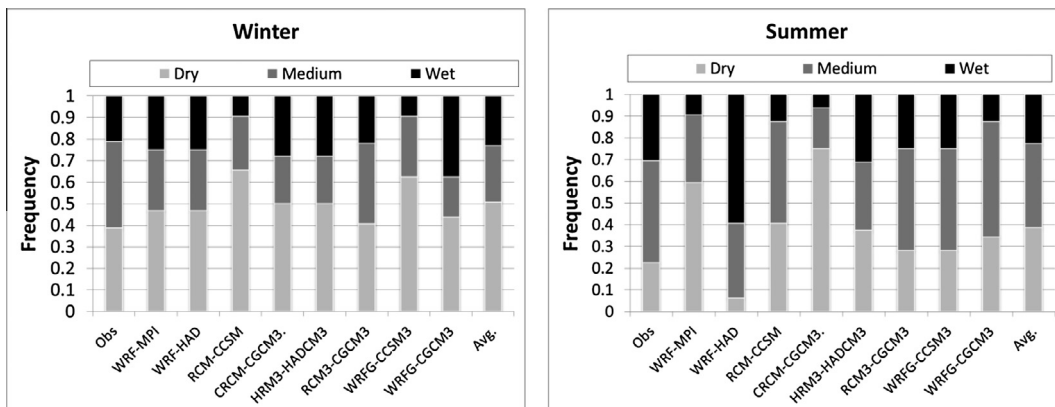 Winter
Dry Medium Wet
1
0.9
0.8
0.7
0.6
0.5
0.4
0.3
0.2
0.1
0
Frequency
Obs
WRF-MPI
WRF-HAD
RCM-CCSM
CRCM-CGCM3.
HRM3-HADCM3
RCM3-CGCM3
WRFG-CCSM3
WRFG-CGCM3
Avg.
Summer
Dry Medium Wet
1
0.9
0.8
0.7
0.6
0.5
0.4
0.3
0.2
0.1
0
Frequency
Obs
WRF-MPI
WRF-HAD
RCM-CCSM
CRCM-CGCM3.
HRM3-HADCM3
RCM3-CGCM3
WRFG-CCSM3
WRFG-CGCM3
Avg.